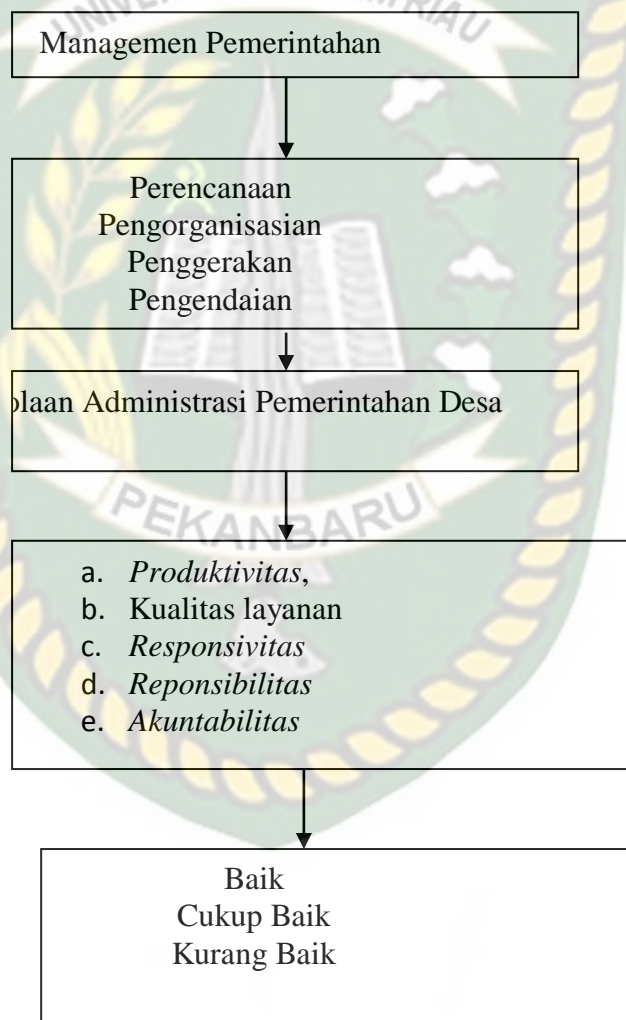 Managemen Pemerintahan
Perencanaan
Pengorganisasian
Penggerakan
Pengendaian
Administrasi Pemerintahan Desa
PEKANBARU
a. Produktivitas,
b. Kualitas layanan
c. Responsivitas
d. Reponsibilitas
e. Akuntabilitas
Baik
Cukup Baik
Kurang Baik